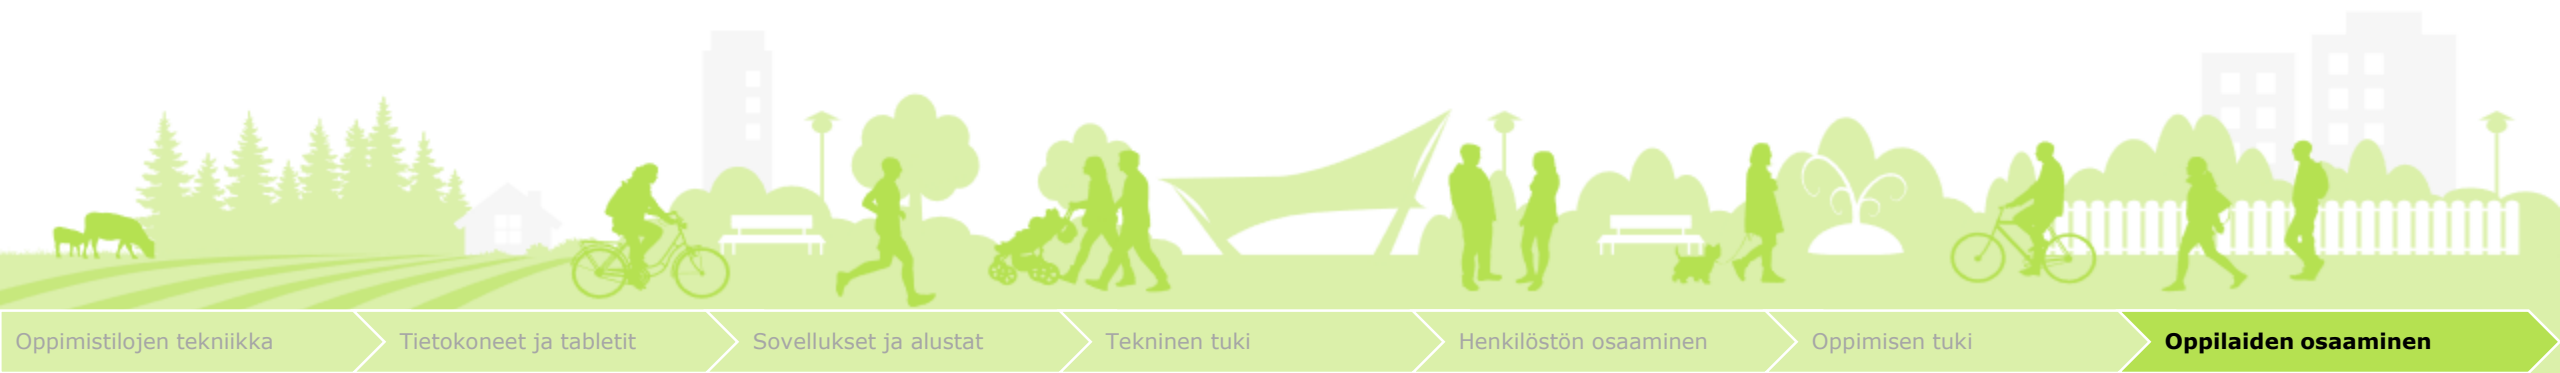 Oppimistilojen tekniikka
Tietokoneet ja tabletit
Sovellukset ja alustat
Tekninen tuki
Henkilöstön osaaminen
Oppimisen tuki
Oppilaiden osaaminen